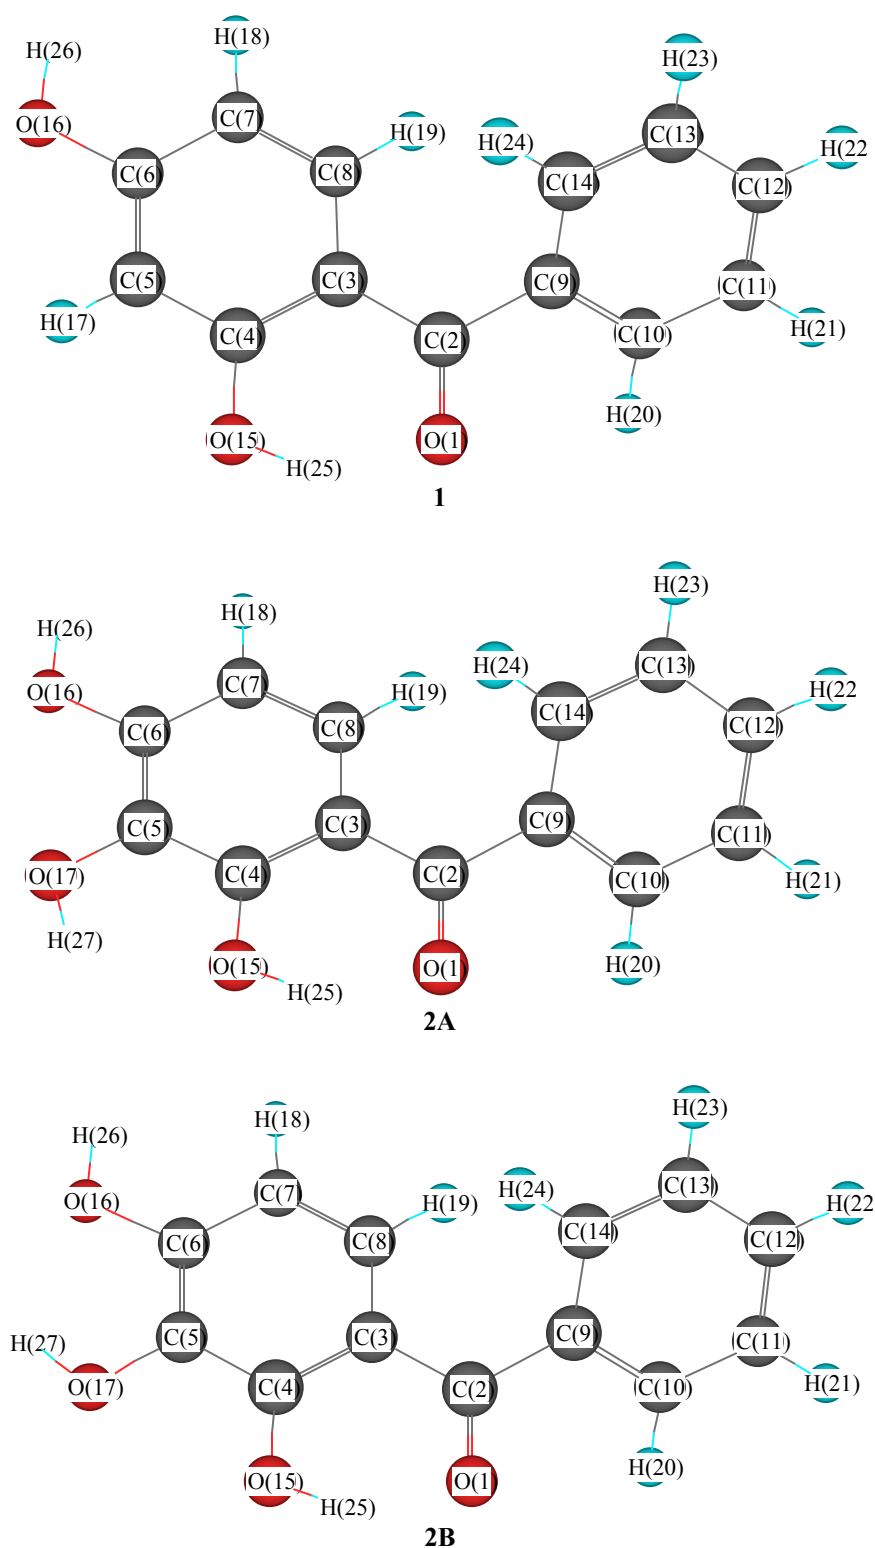 H(18)
H(26)
H(23)
O(16)
C(7)
H(19)
C(13)
H(24)
H(22
C(6)
C(8)
C(14)
C(12)
C(5)
C(3)
C(9)
C(11)
H(17)
C(4)
C(2)
C(10)
H(21)
H(20)
O(15)
O(1)
H(25)
1
H(23)
H(18)
H(26)
H(24)
C(13)
O(16)
C(7)
H(19)
H(22
C(14)
C(6)
C(8)
C(12)
C(5)
C(3)
C(9)
C(11)
O(17)
C(4)
C(2)
C(10)
H(21)
H(27)
O(15)
O(1)
H(20)
H(25)
2A
H(23)
H(18)
H(26)
O(16)
C(7)
H(19)
H(24)
C(13)
H(22
C(6)
C(8)
C(14)
C(12)
H(27)
C(5)
C(3)
C(9)
C(11)
O(17)
C(4)
C(2)
C(10)
H(21)
H(20)
O(15)
O(1)
H(25)
2B